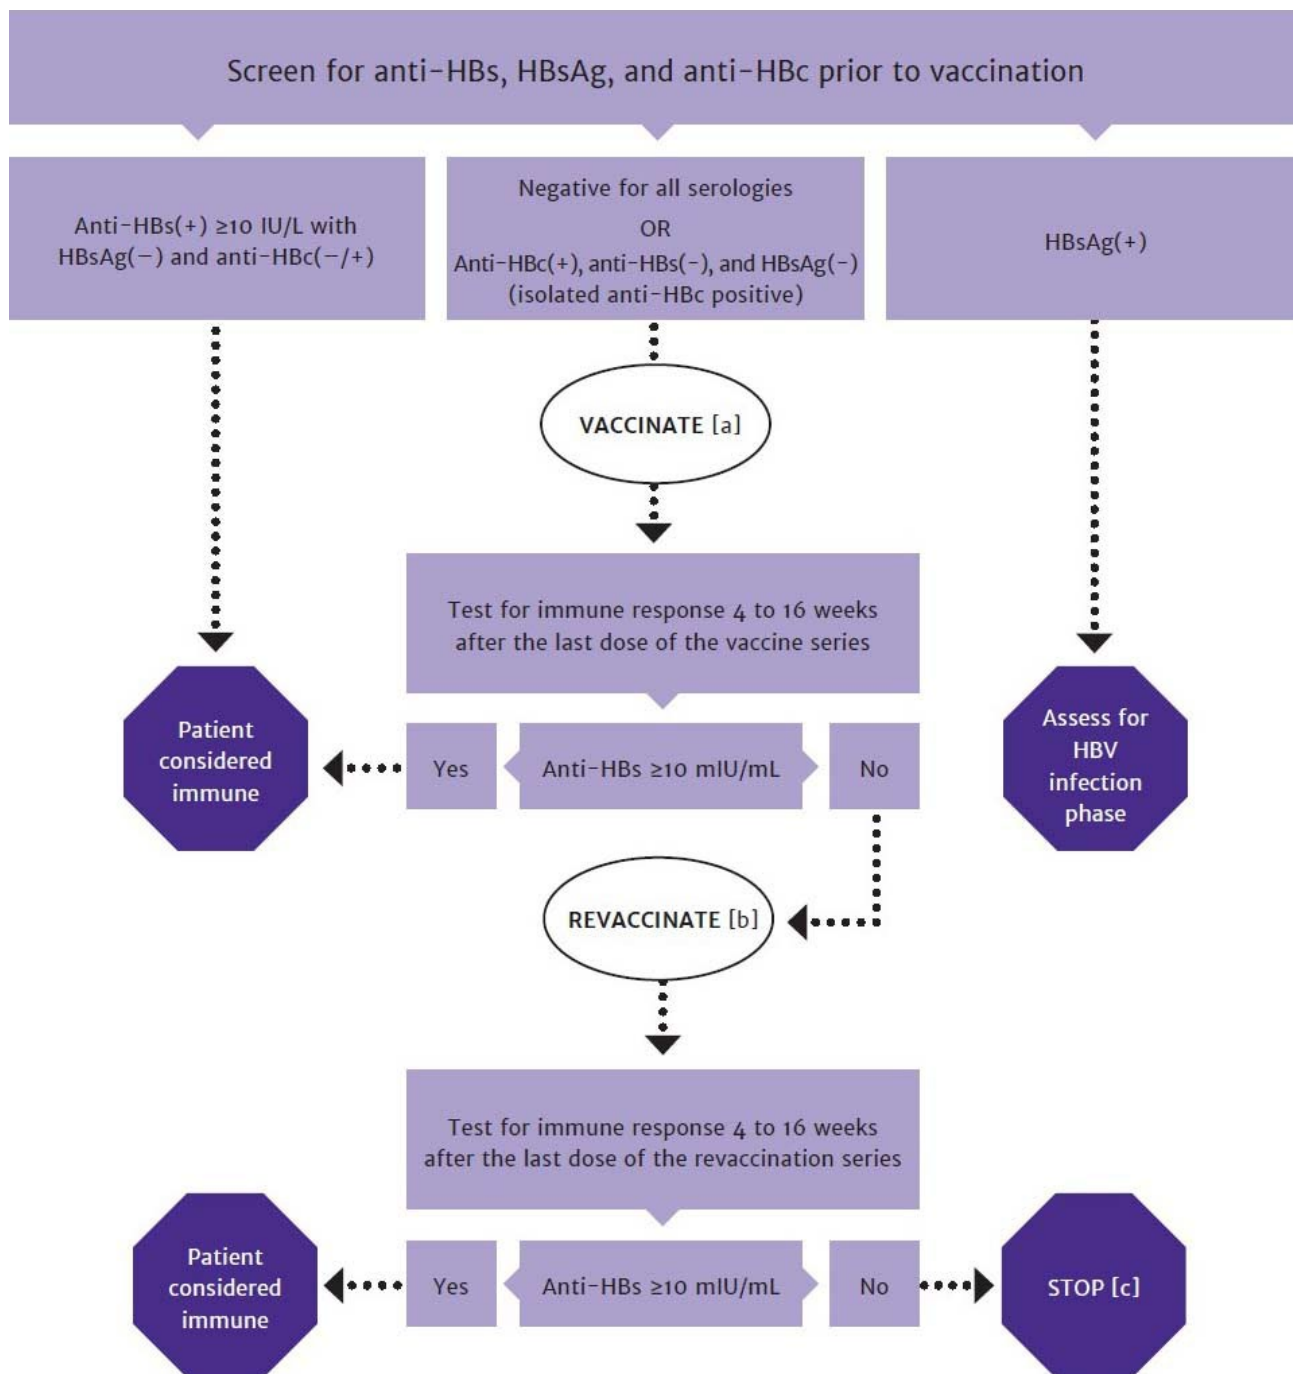 Screen for anti-HBs, HBsAg, and anti-HBc prior to vaccination
Anti-HBs(+) ≥10 IU/L with
HBsAg(−) and anti-HBc(−/+)
Negative for all serologies
OR
Anti-HBc(+), anti-HBs(-), and HBsAg(-)
(isolated anti-HBc positive)
HBsAg(+)
VACCINATE [a]
Test for immune response 4 to 16 weeks
after the last dose of the vaccine series
Patient
considered
immune
Yes
Anti-HBs ≥10 mIU/mL
No
Assess for
HBV
infection
phase
REVACCINATE [b]
Test for immune response 4 to 16 weeks
after the last dose of the revaccination series
Patient
considered
immune
Yes
Anti-HBs ≥10 mIU/mL
No
STOP [c]